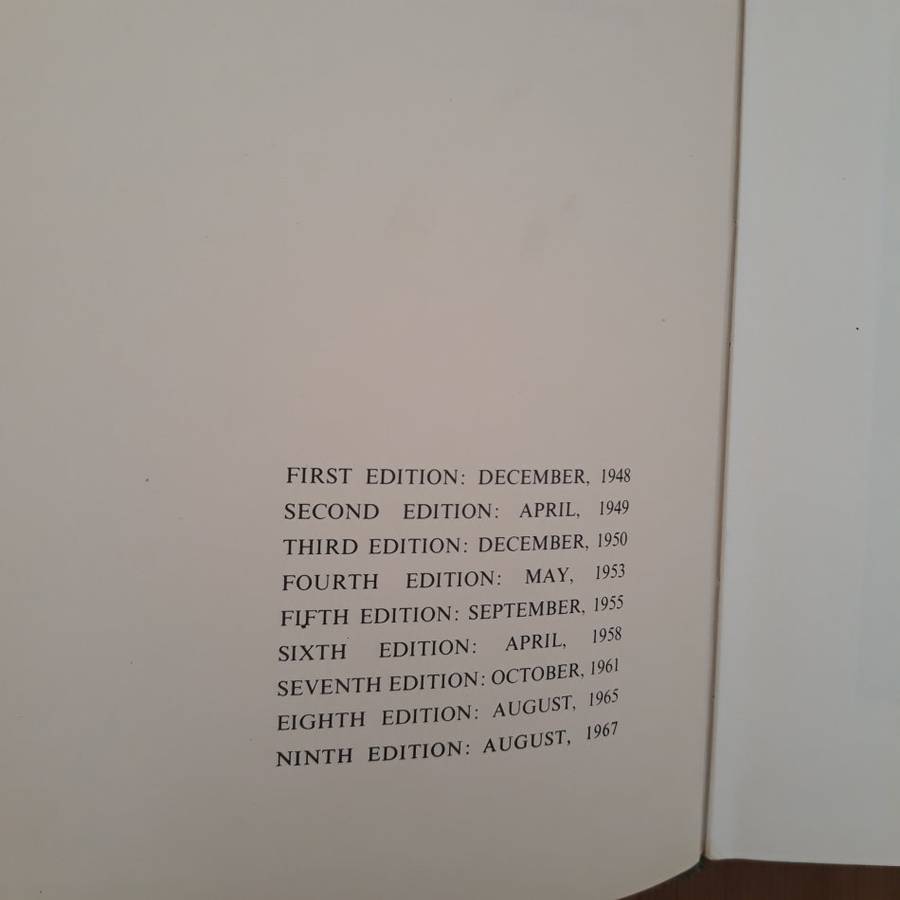 FIRST EDITION: DECEMBER, 1948
SECOND EDITION: APRIL, 1949
THIRD EDITION: DECEMBER, 1950
FOURTH EDITION: MAY, 1953
FIFTH EDITION: SEPTEMBER, 1955
SIXTH EDITION: APRIL, 1958
SEVENTH EDITION: OCTOBER, 1961
EIGHTH EDITION: AUGUST, 1965
NINTH EDITION: AUGUST, 1967